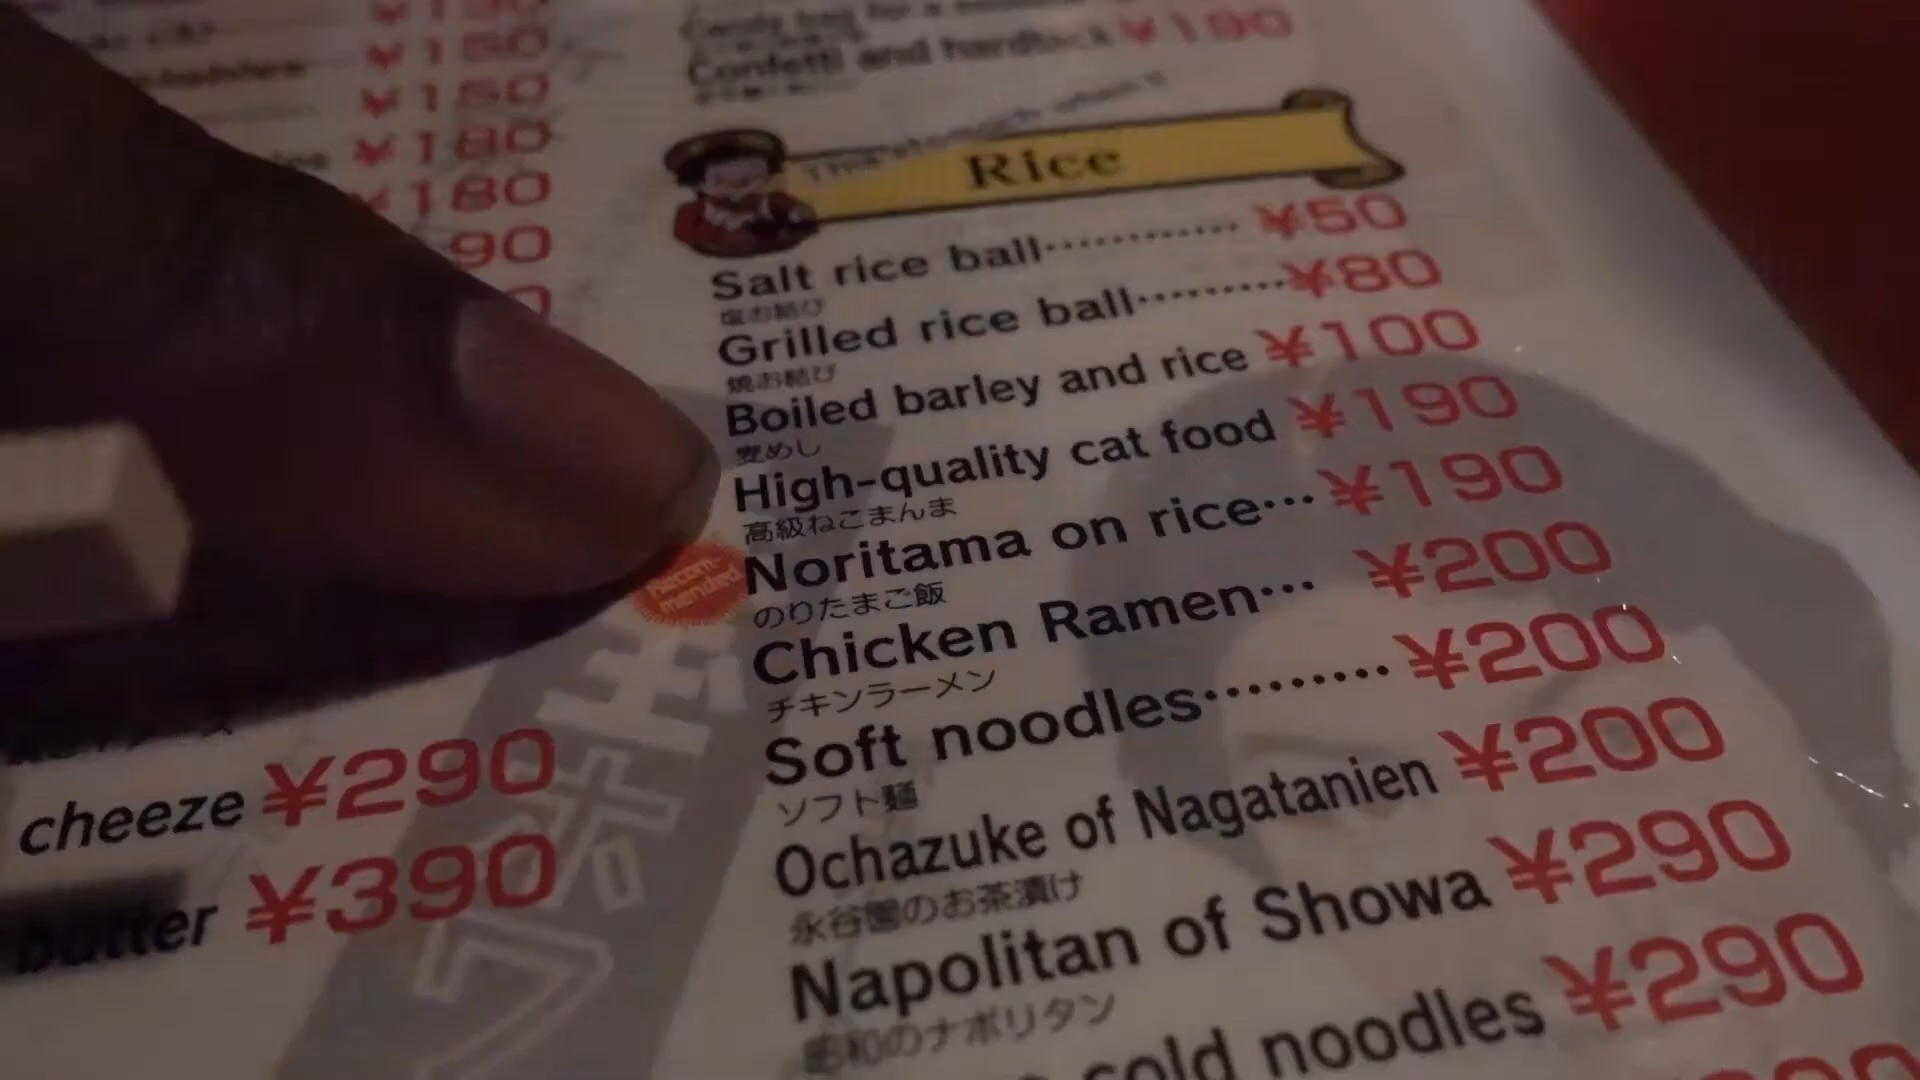 ¥190
¥150
¥150
¥180
¥180
90
cheeze ¥290
butter ¥390
Confetti and hardtack ¥190
Rice
Salt rice ball ¥50
塩お結び
Grilled rice ball ¥80
焼お結び
Boiled barley and rice ¥100
麦めし
High-quality cat food ¥190
高級ねこまんま
Noritama on rice ¥190
のりたまご飯
Recom-
mended
Chicken Ramen ¥200
チキンラーメン
Soft noodles ¥200
ソフト麺
Ochazuke of Nagatanien ¥200
永谷園のお茶漬け
Napolitan of Showa ¥290
昭和のナポリタン
cold noodles ¥290